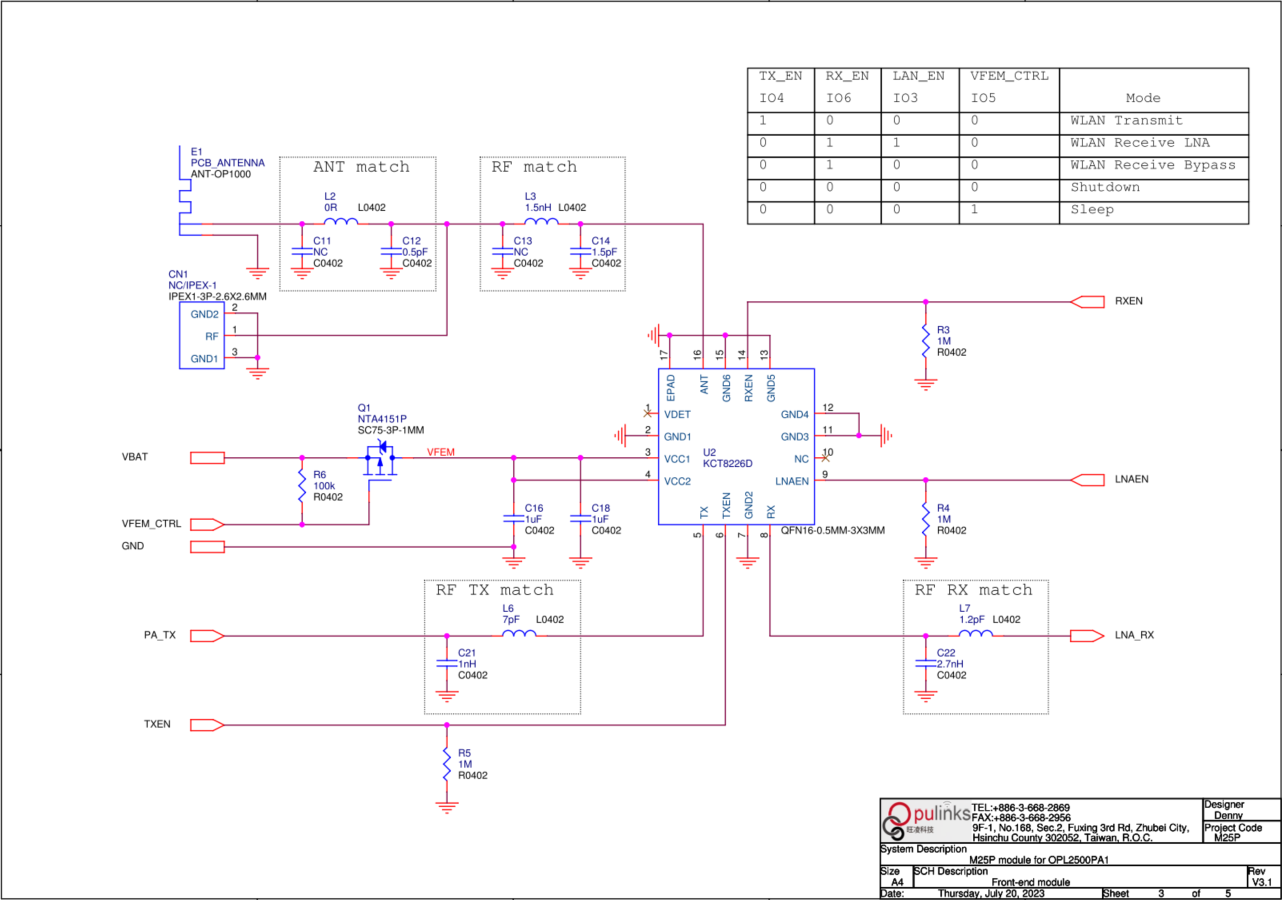 TX_EN RX_EN LAN_EN VFEM_CTRL
IO4 IO6 IO3 IO5 Mode
1 0 0 0 WLAN Transmit
0 1 1 0 WLAN Receive LNA
0 1 0 0 WLAN Receive Bypass
0 0 0 0 Shutdown
0 0 0 1 Sleep
E1
PCB_ANTENNA
ANT-OP1000
ANT match
L2
0R L0402
C11
NC
C0402
C12
0.5pF
C0402
RF match
L3
1.5nH L0402
C13
NC
C0402
C14
1.5pF
C0402
CN1
NC/IPEX-1
IPEX1-3P-2.6X2.6MM
GND2 2
RF 1
GND1 3
RXEN
R3
1M
R0402
17 16 15 14 13
EPAD ANT GND6 RXEN GND5
1 VDET
2 GND1
3 VCC1
4 VCC2
GND4 12
GND3 11
NC 10
LNAEN 9
U2
KCT8226D
TX TXEN GND2 RX
5 6 7 8
QFN16-0.5MM-3X3MM
Q1
NTA4151P
SC75-3P-1MM
VBAT
VFEM
R6
100k
R0402
VFEM_CTRL
GND
C16
1uF
C0402
C18
1uF
C0402
LNAEN
R4
1M
R0402
RF TX match
L6
7pF L0402
PA_TX
C21
1nH
C0402
RF RX match
L7
1.2pF L0402
LNA_RX
C22
2.7nH
C0402
TXEN
R5
1M
R0402
Opulinks
旺凌科技
TEL:+886-3-668-2869
FAX:+886-3-668-2956
9F-1, No.168, Sec.2, Fuxing 3rd Rd, Zhubei City,
Hsinchu County 302052, Taiwan, R.O.C.
Designer
Denny
Project Code
M25P
System Description
M25P module for OPL2500PA1
Size
A4
SCH Description
Front-end module
Rev
V3.1
Date: Thursday, July 20, 2023 Sheet 3 of 5